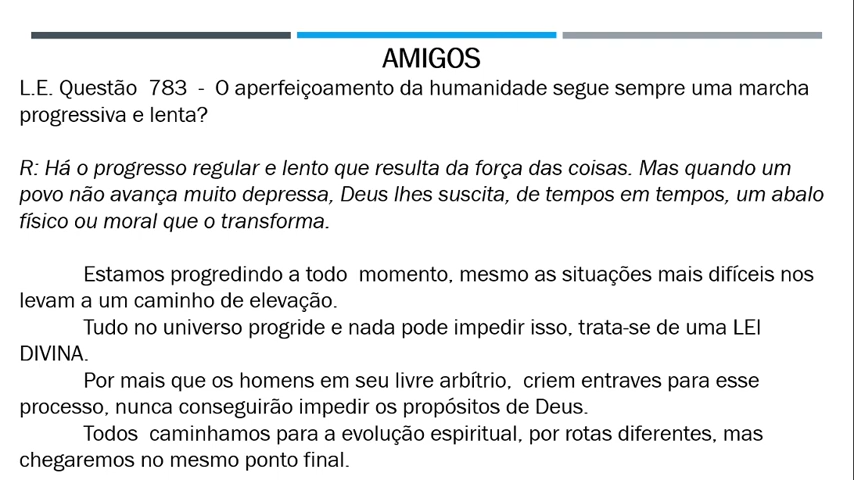 AMIGOS
L.E. Questão 783 - O aperfeiçoamento da humanidade segue sempre uma marcha
progressiva e lenta?
R: Há o progresso regular e lento que resulta da força das coisas. Mas quando um
povo não avança muito depressa, Deus lhes suscita, de tempos em tempos, um abalo
físico ou moral que o transforma.
Estamos progredindo a todo momento, mesmo as situações mais difíceis nos
levam a um caminho de elevação.
Tudo no universo progride e nada pode impedir isso, trata-se de uma LEI
DIVINA.
Por mais que os homens em seu livre arbítrio, criem entraves para esse
processo, nunca conseguirão impedir os propósitos de Deus.
Todos caminhamos para a evolução espiritual, por rotas diferentes, mas
chegaremos no mesmo ponto final.